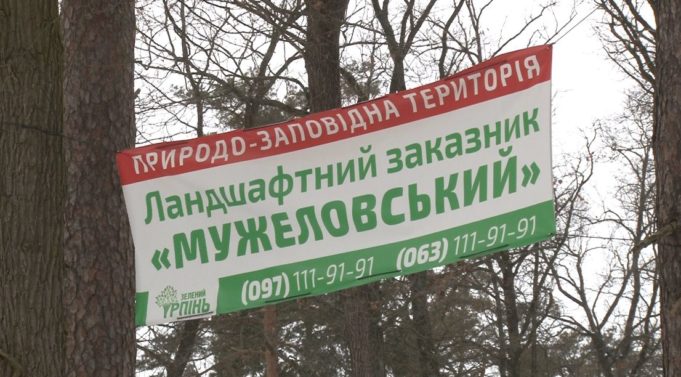 ПРИРОДО-ЗАПОВІДНА ТЕРИТОРІЯ
Ландшафтний заказник
«МУЖЕЛОВСЬКИЙ»
(097) 111-91-91 (063) 111-91-91
ЗЕЛЕНИЙ
ІРПІНЬ